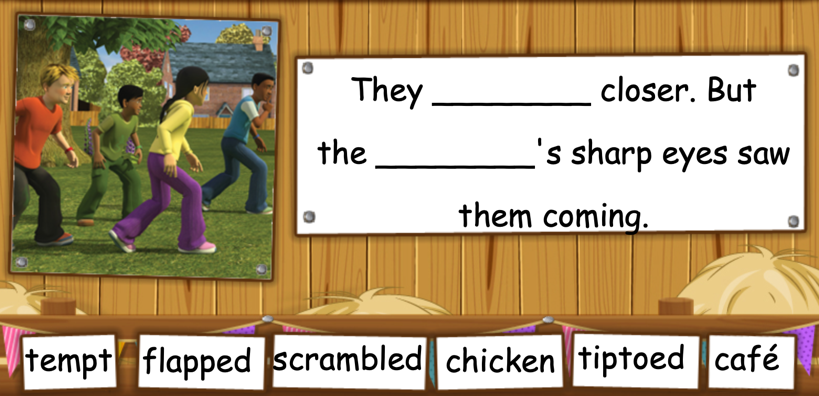 They ________ closer. But
the ________'s sharp eyes saw
them coming.
tempt flapped scrambled chicken tiptoed café